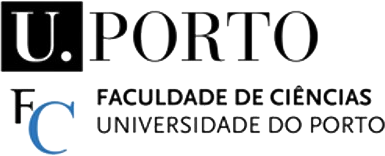 U. PORTO
FC FACULDADE DE CIÊNCIAS
UNIVERSIDADE DO PORTO